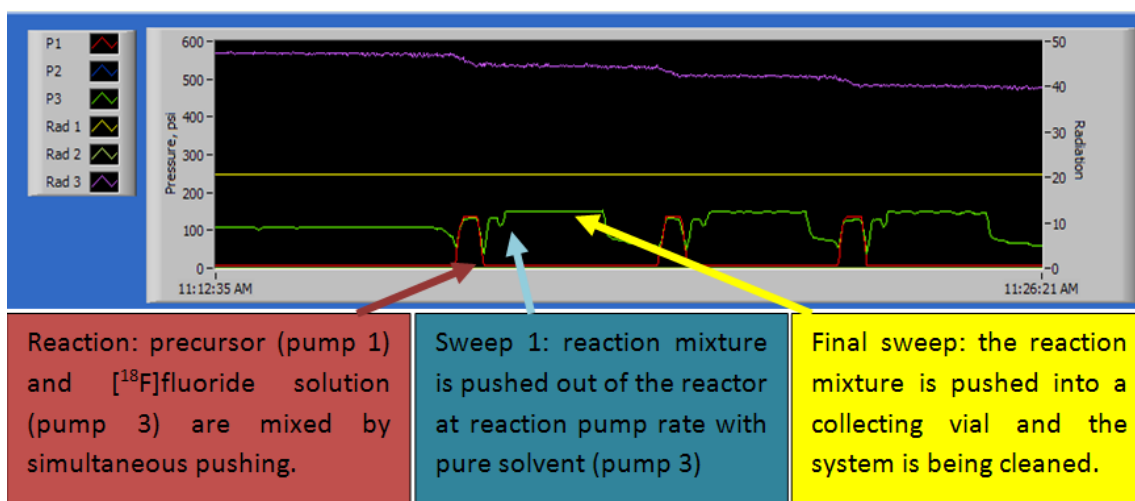 P1
P2
P3
Rad 1
Rad 2
Rad 3
600
500
400
300
200
100
0
Pressure, psi
50
40
30
20
10
0
Radiation
11:12:35 AM
11:26:21 AM
Reaction: precursor (pump 1)
and [¹⁸F]fluoride solution
(pump 3) are mixed by
simultaneous pushing.
Sweep 1: reaction mixture
is pushed out of the reactor
at reaction pump rate with
pure solvent (pump 3)
Final sweep: the reaction
mixture is pushed into a
collecting vial and the
system is being cleaned.